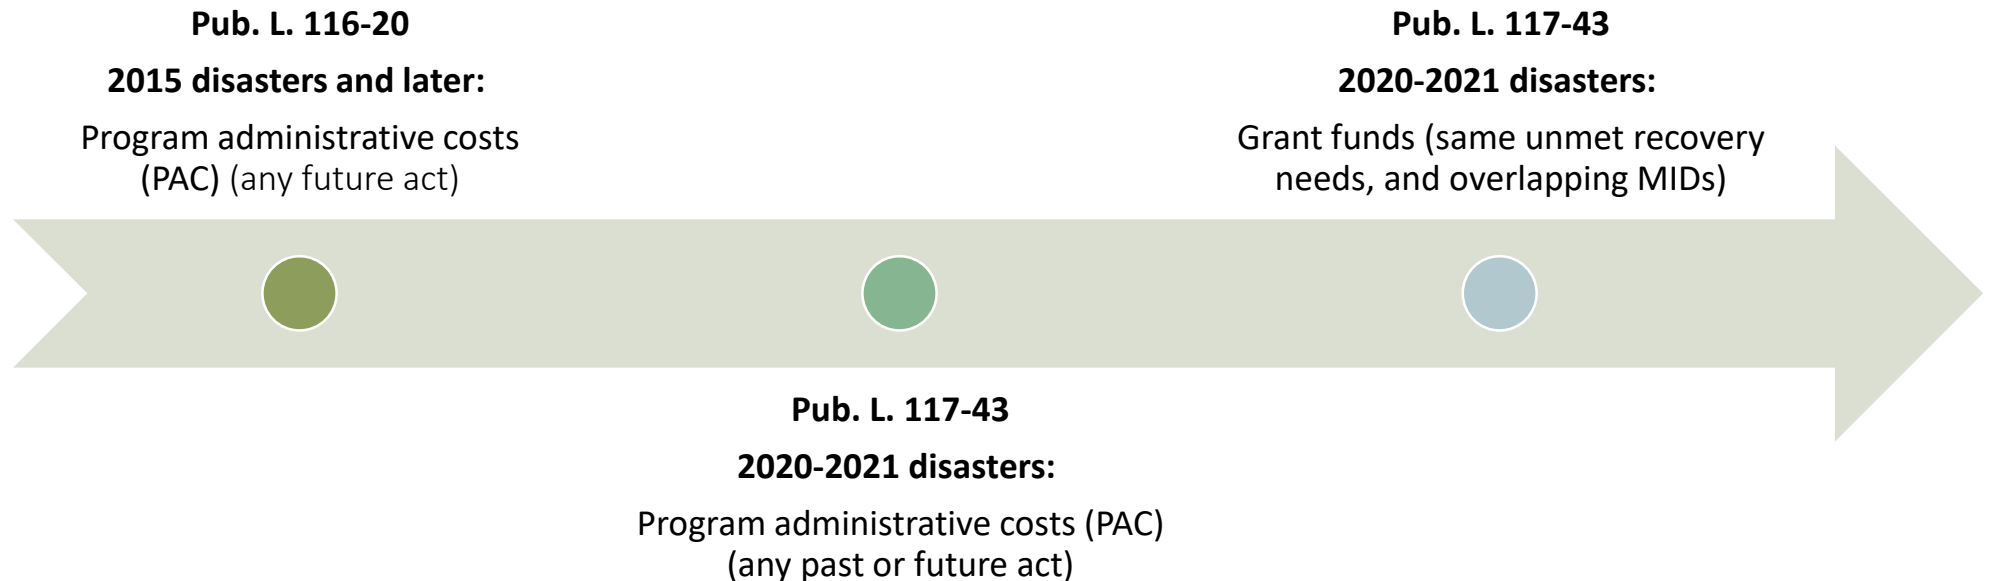 Pub. L. 116-20
2015 disasters and later:
Program administrative costs
(PAC) (any future act)
Pub. L. 117-43
2020-2021 disasters:
Program administrative costs (PAC)
(any past or future act)
Pub. L. 117-43
2020-2021 disasters:
Grant funds (same unmet recovery
needs, and overlapping MIDs)